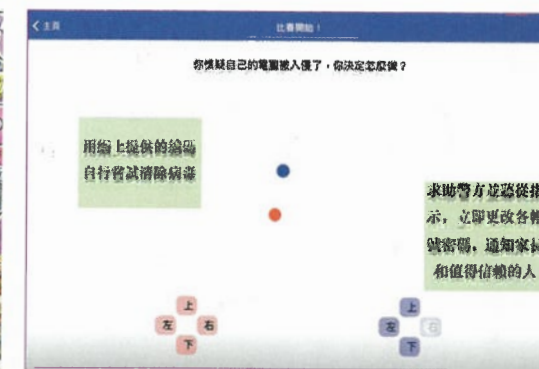 主頁
比賽開始！
你懷疑自己的電腦被入侵了，你決定怎麼做？
用網上提供的編碼
自行嘗試清除病毒
求助警方並聽從指
示，立即更改各帳
號密碼，通知家長
和值得信賴的人
上
左 右
下
上
左 右
下